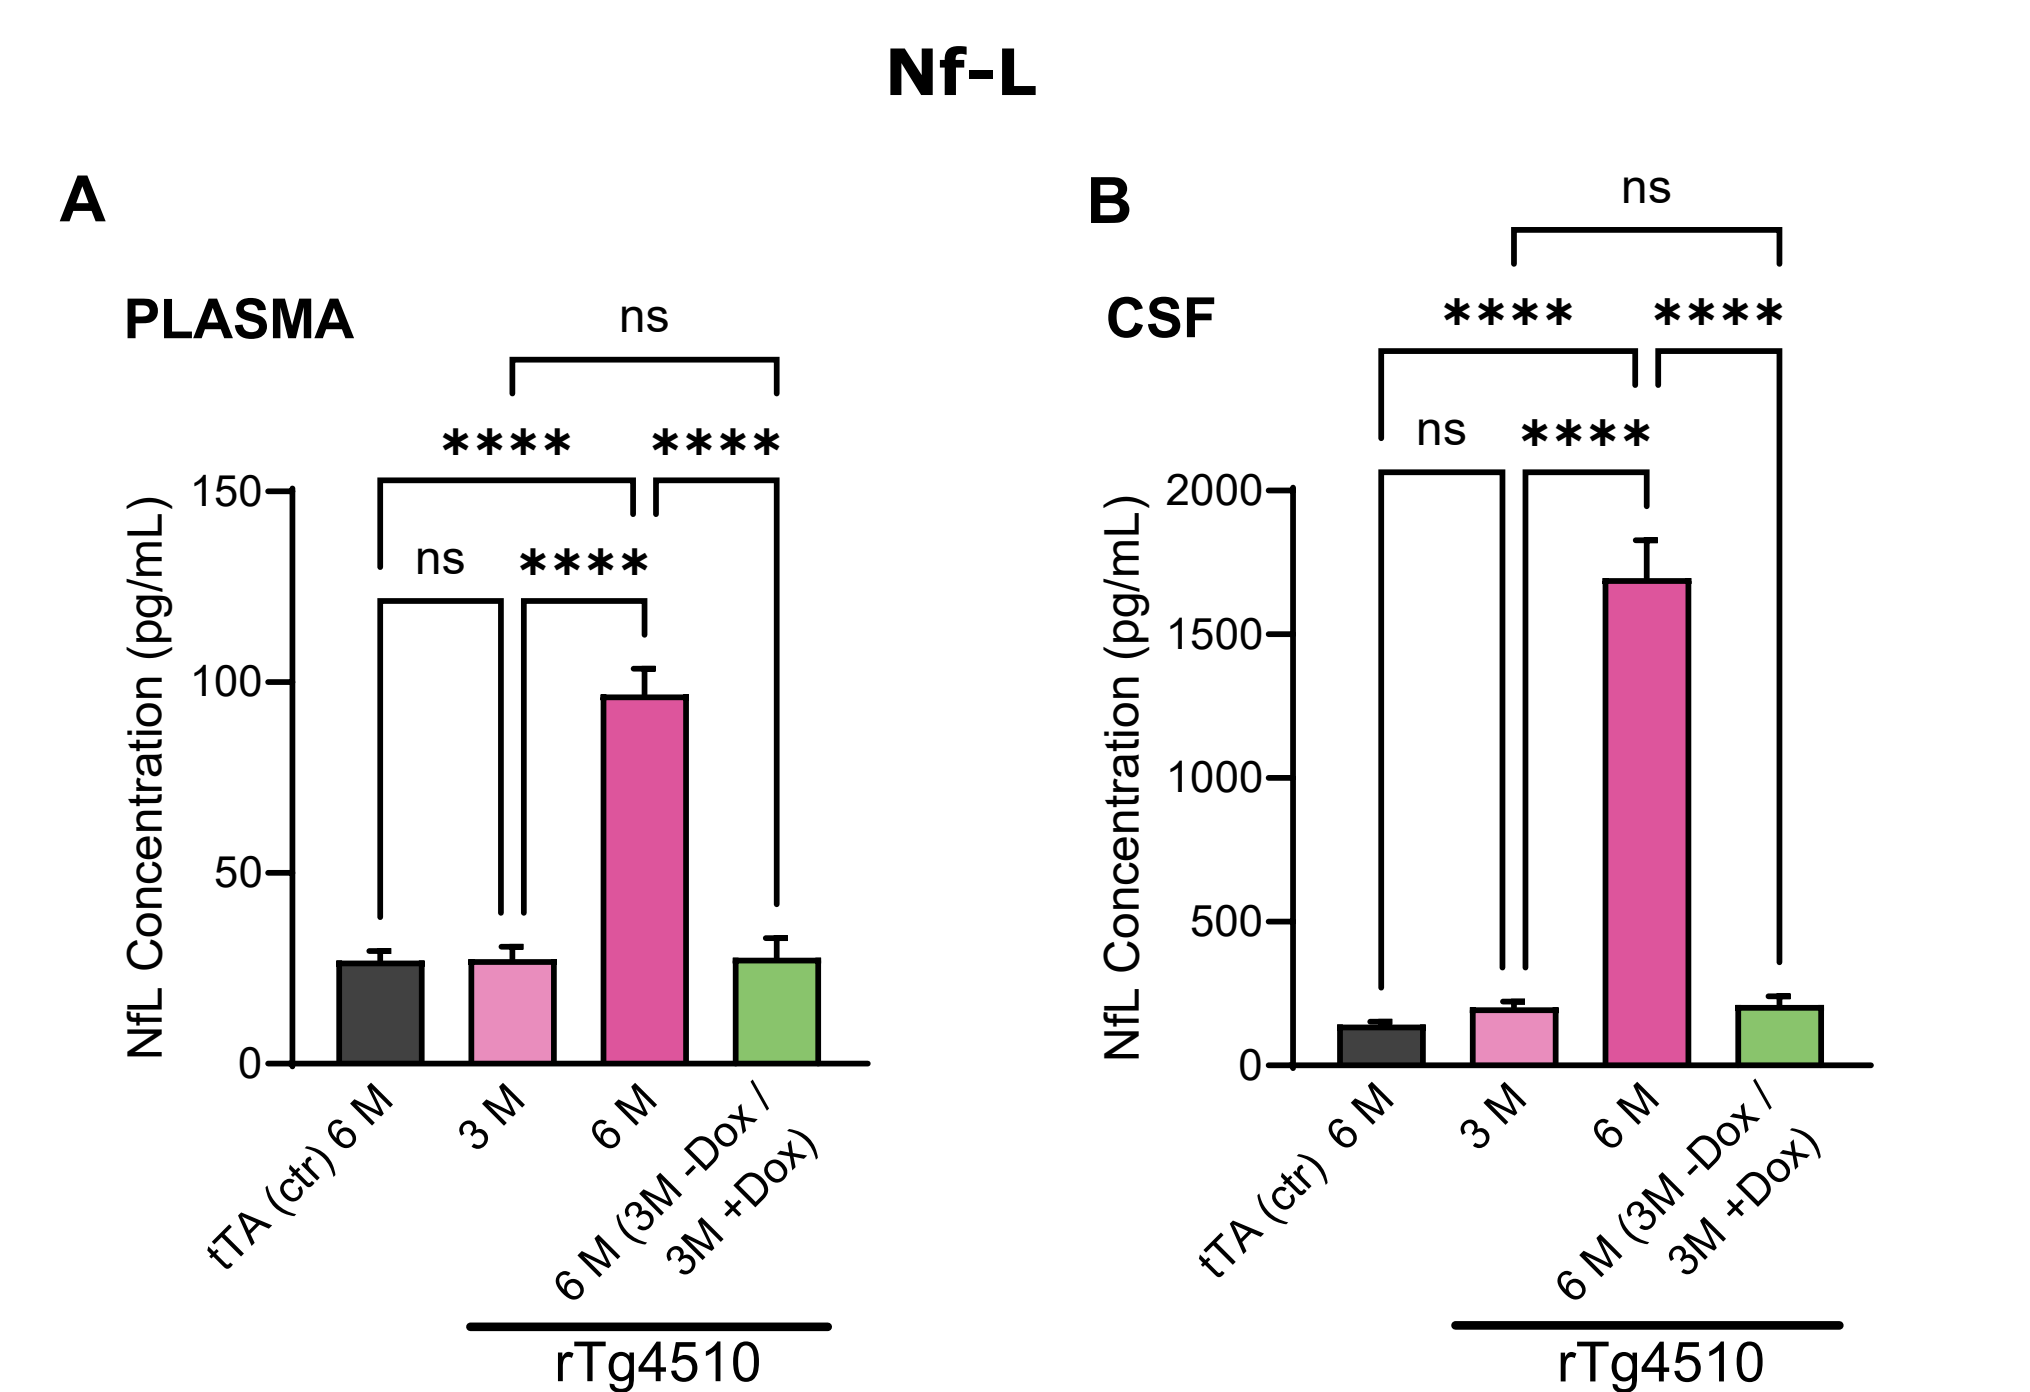 Nf-L
A
PLASMA
ns
**** ****
ns ****
NfL Concentration (pg/mL)
150
100
50
0
tTA (ctr) 6 M
3 M
6 M
6 M (3M -Dox /
3M +Dox)
rTg4510
B
CSF
ns
**** ****
ns ****
NfL Concentration (pg/mL)
2000
1500
1000
500
0
tTA (ctr) 6 M
3 M
6 M
6 M (3M -Dox /
3M +Dox)
rTg4510